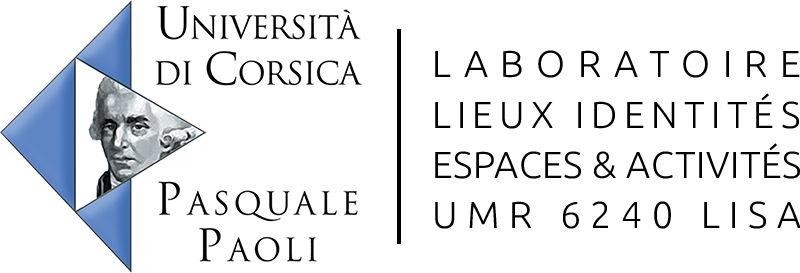 UNIVERSITÀ
DI CORSICA
PASQUALE
PAOLI
LABORATOIRE
LIEUX IDENTITÉS
ESPACES & ACTIVITÉS
UMR 6240 LISA